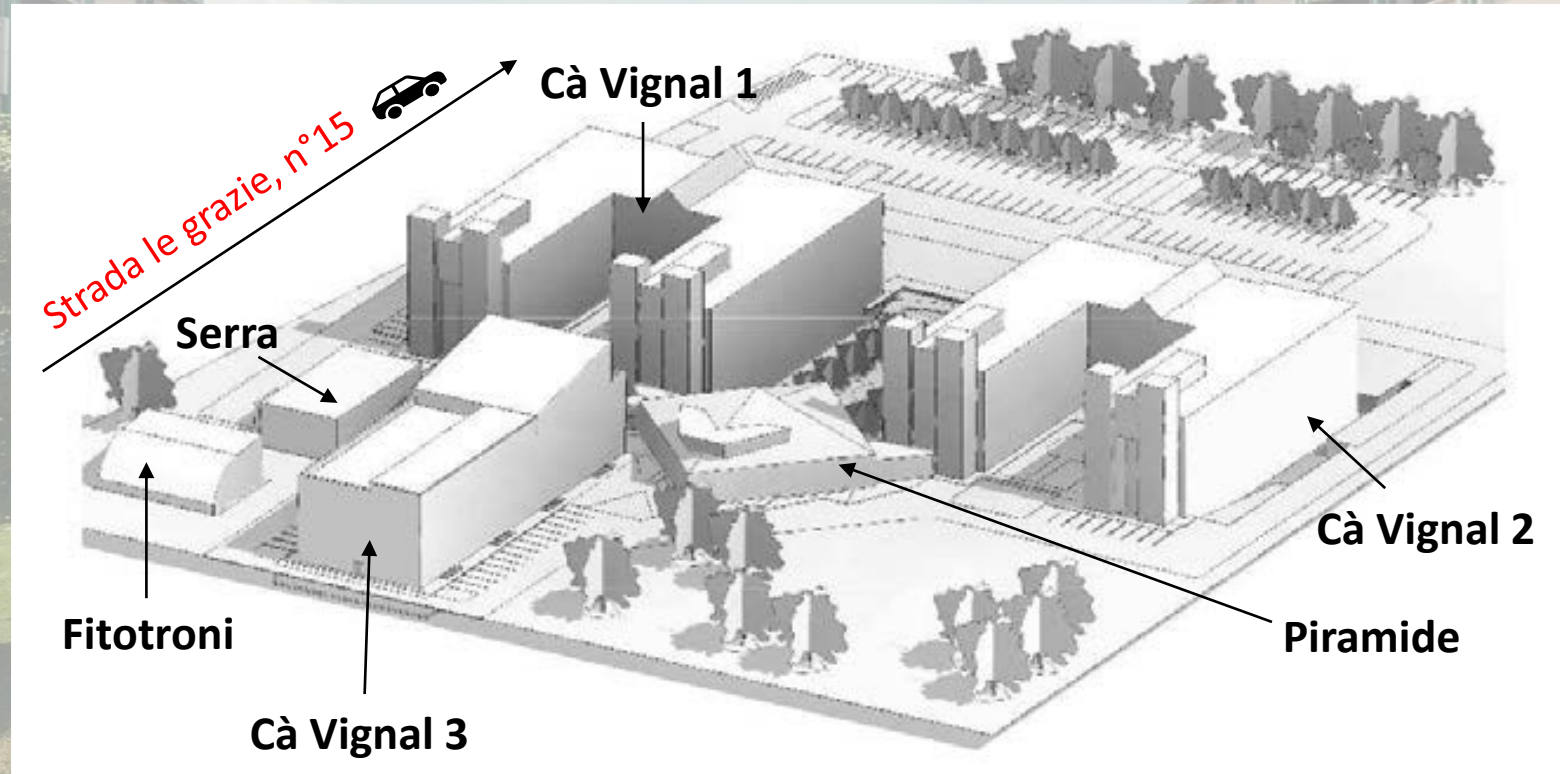 Cà Vignal 1
Strada le grazie, n°15
Serra
Cà Vignal 2
Fitotroni
Piramide
Cà Vignal 3